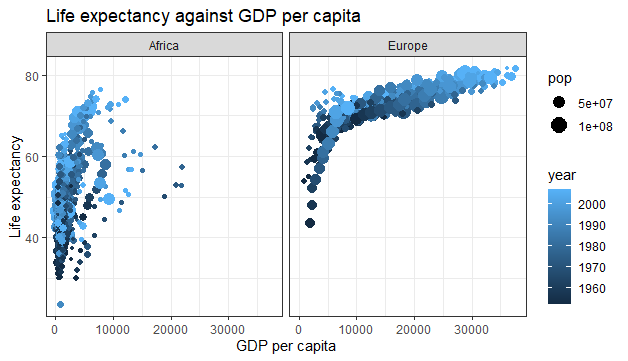 Life expectancy against GDP per capita
Africa
Europe
Life expectancy
80
60
40
0
10000
20000
30000
0
10000
20000
30000
GDP per capita
pop
5e+07
1e+08
year
2000
1990
1980
1970
1960